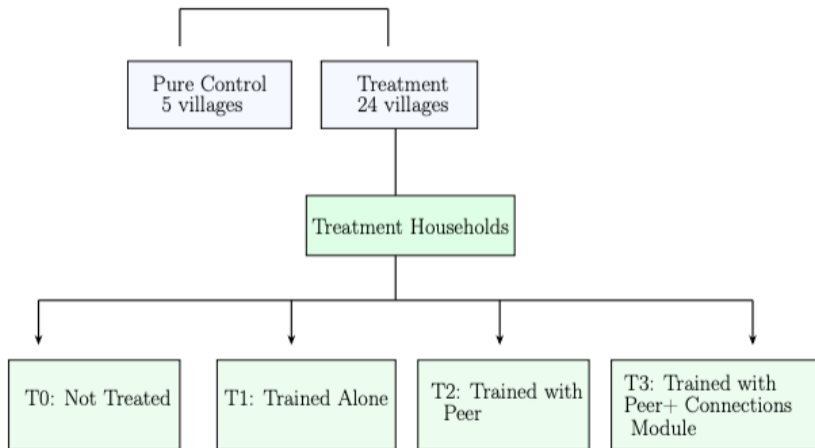 Pure Control
5 villages
Treatment
24 villages
Treatment Households
T0: Not Treated
T1: Trained Alone
T2: Trained with
Peer
T3: Trained with
Peer+ Connections
Module